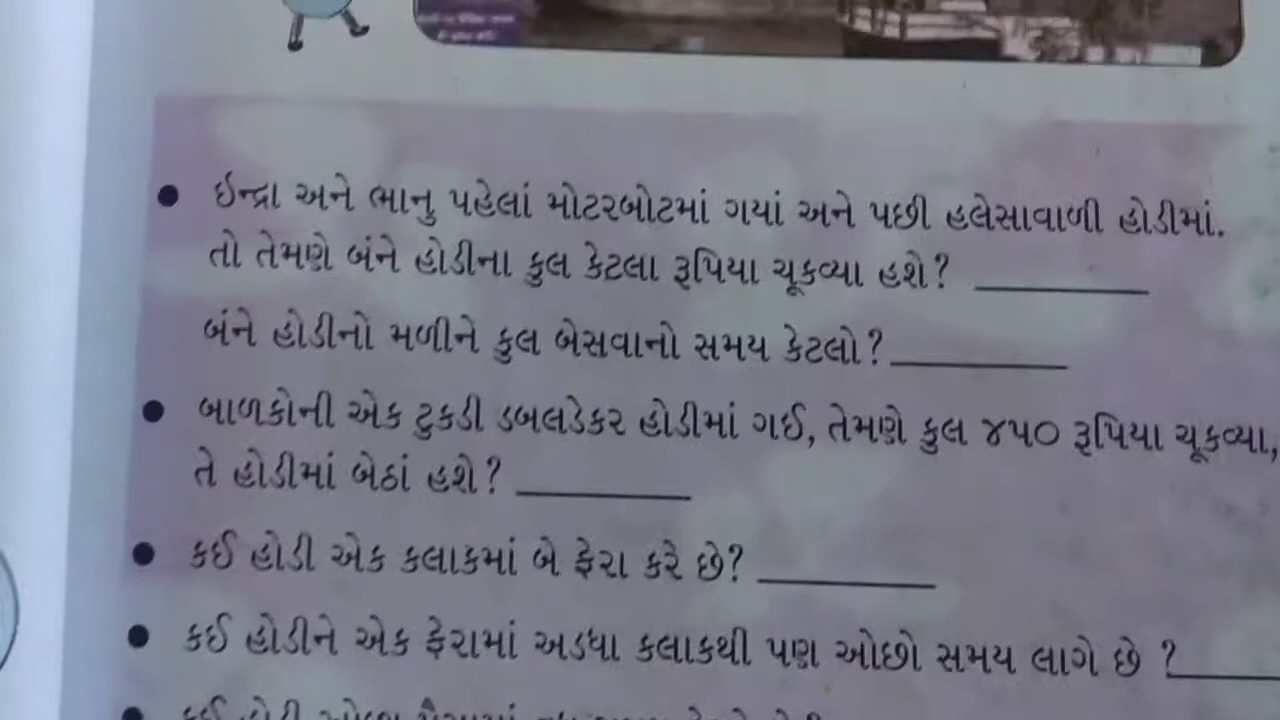 ઈન્દ્રા અને ભાનુ પહેલાં મોટરબોટમાં ગયાં અને પછી હલેસાવાળી હોડીમાં.
તો તેમણે બંને હોડીના કુલ કેટલા રૂપિયા ચૂકવ્યા હશે?
બંને હોડીનો મળીને કુલ બેસવાનો સમય કેટલો?
બાળકોની એક ટુકડી ડબલડેકર હોડીમાં ગઈ, તેમણે કુલ ૪૫૦ રૂપિયા ચૂકવ્યા,
તે હોડીમાં બેઠાં હશે?
કઈ હોડી એક કલાકમાં બે ફેરા કરે છે?
કઈ હોડીને એક ફેરામાં અડધા કલાકથી પણ ઓછો સમય લાગે છે ?